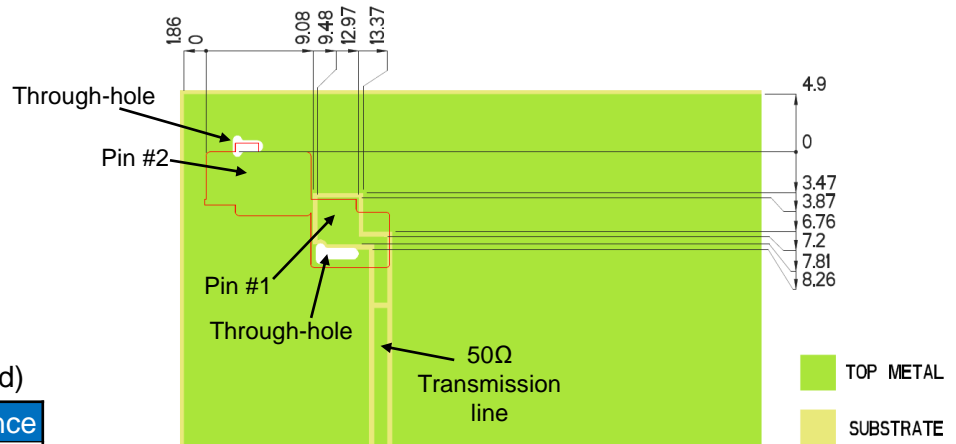 1.86
0
9.08
9.48
12.97
13.37
4.9
0
3.47
3.87
6.76
7.2
7.81
8.26
Through-hole
Pin #2
Pin #1
Through-hole
50Ω
Transmission
line
d)
nce
TOP METAL
SUBSTRATE